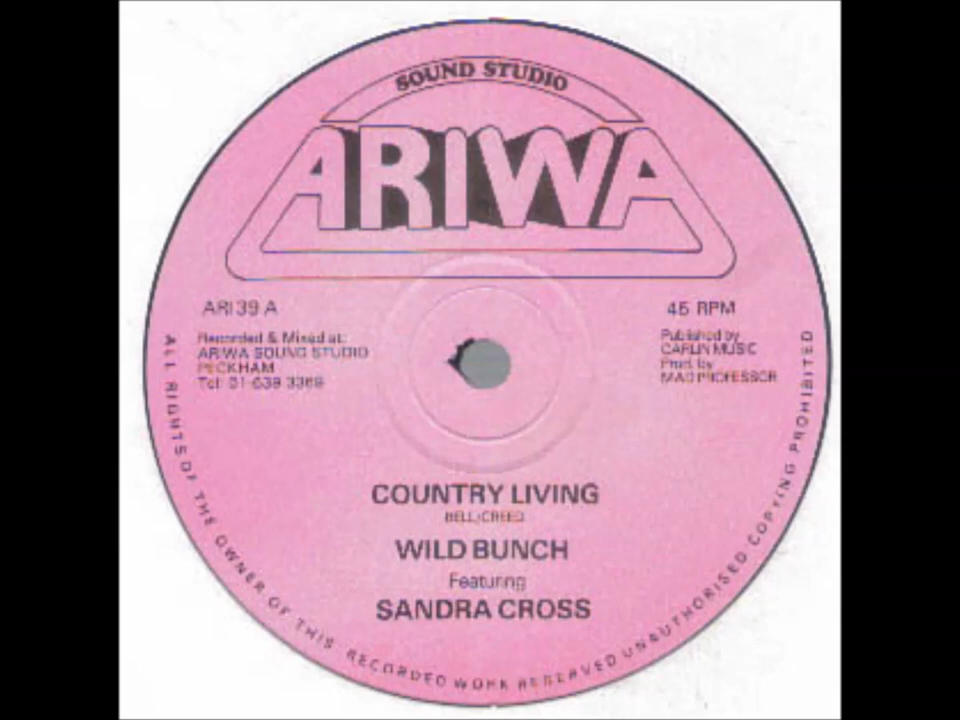 SOUND STUDIO
ARIWA
ARI 39 A
45 RPM
Recorded & Mixed at:
ARIWA SOUND STUDIO
PECKHAM
Tel: 01-639 3369
Published by
CARLIN MUSIC
Prod. by
MAD PROFESSOR
COUNTRY LIVING
BELL/CREED
WILD BUNCH
Featuring
SANDRA CROSS
ALL RIGHTS OF THE OWNER OF THIS RECORDED WORK RESERVED UNAUTHORISED COPYING PROHIBITED